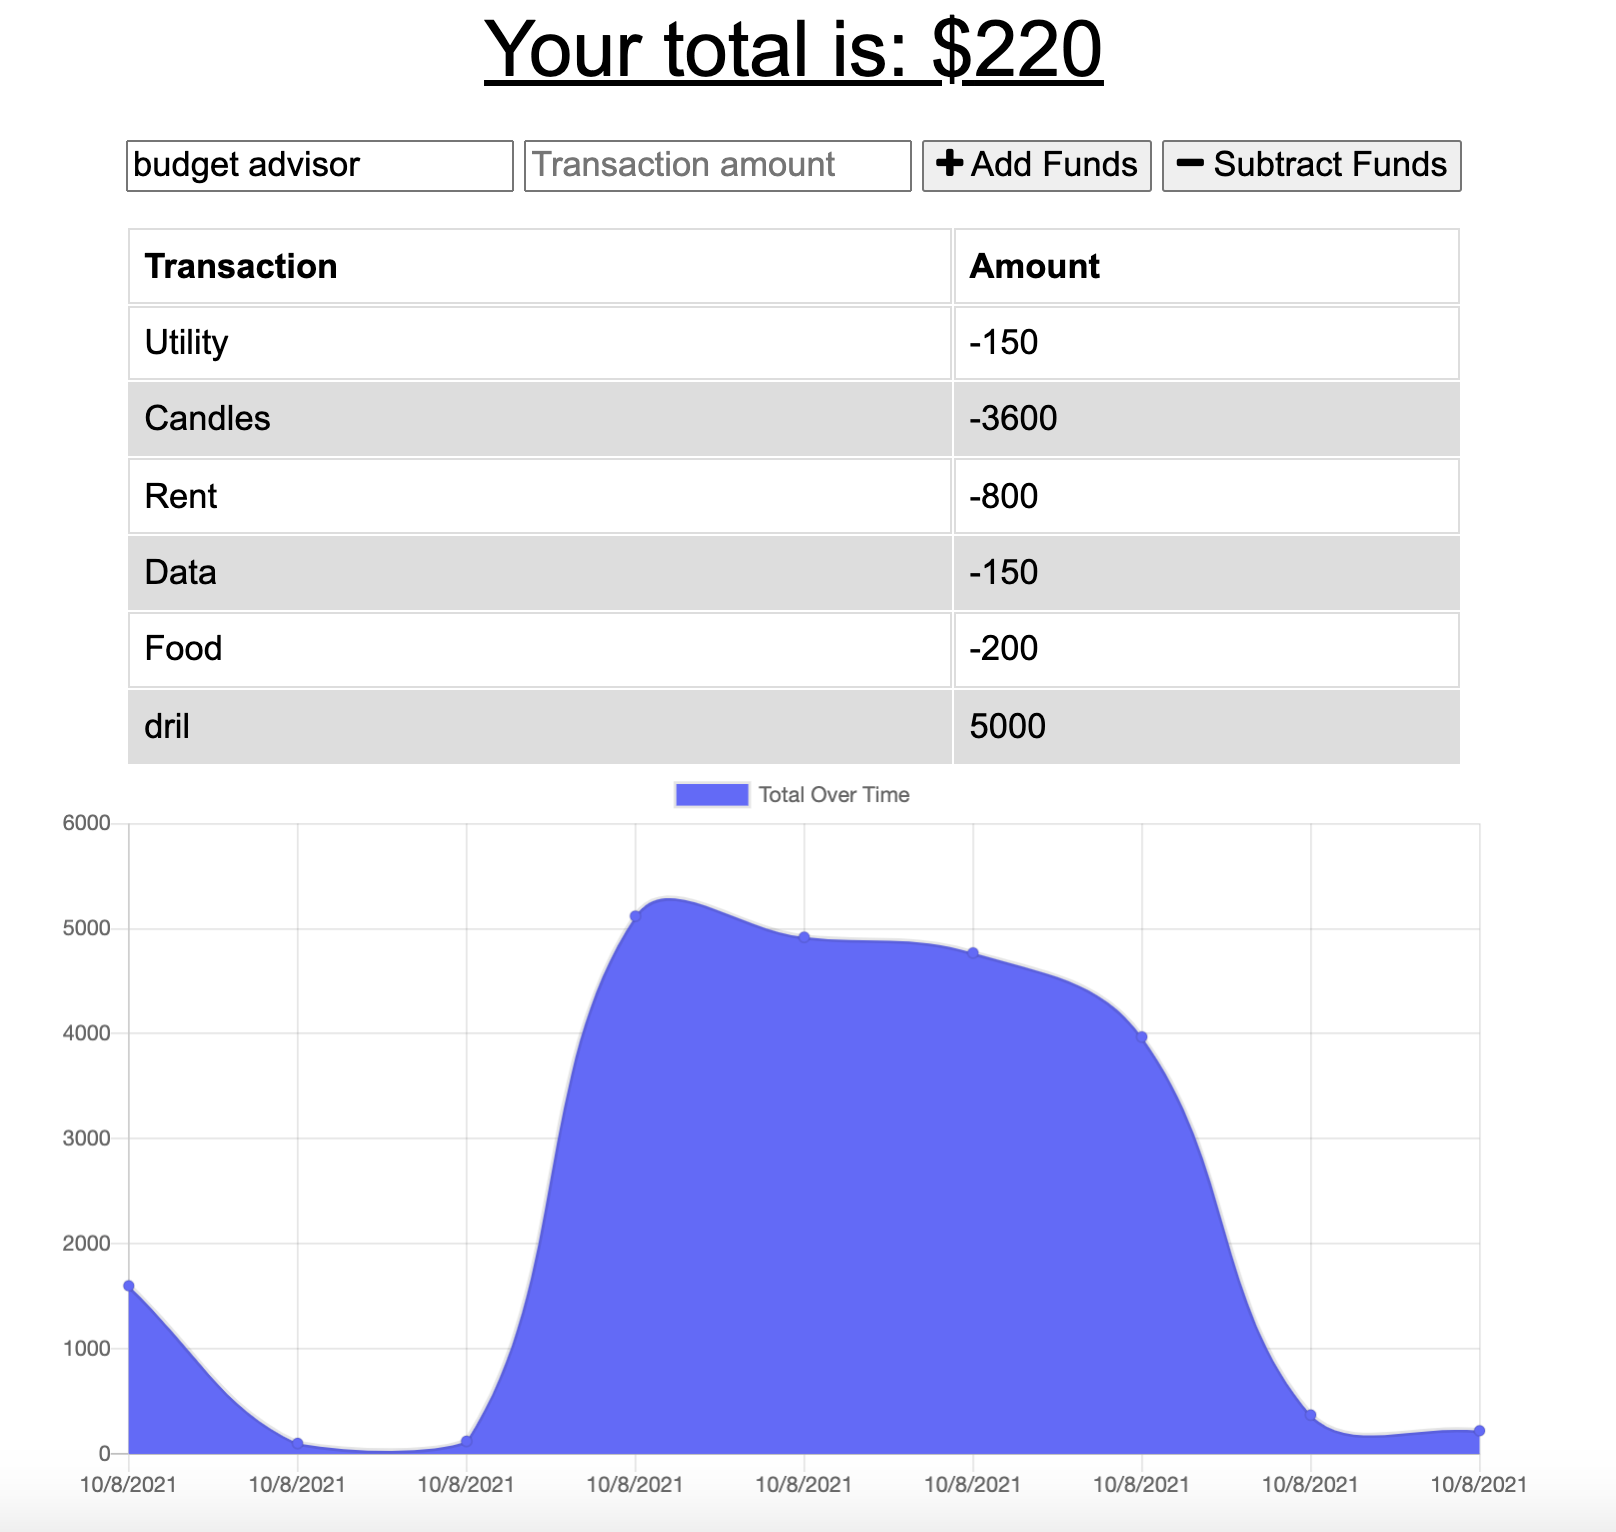 Your total is: $220
budget advisor Transaction amount Add Funds Subtract Funds
Transaction Amount
Utility -150
Candles -3600
Rent -800
Data -150
Food -200
dril 5000
Total Over Time
6000
5000
4000
3000
2000
1000
0
10/8/2021 10/8/2021 10/8/2021 10/8/2021 10/8/2021 10/8/2021 10/8/2021 10/8/2021 10/8/2021